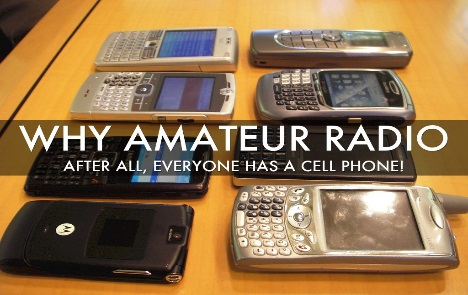 WHY AMATEUR RADIO
AFTER ALL, EVERYONE HAS A CELL PHONE!